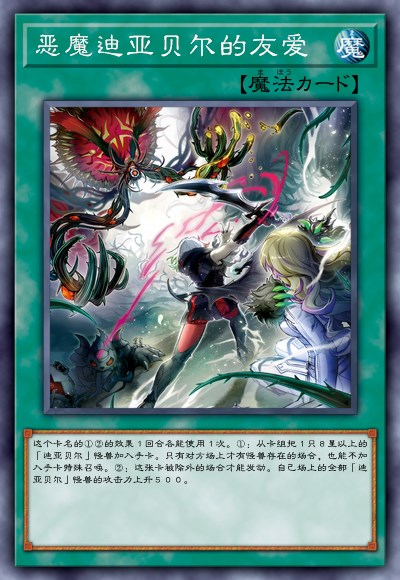 恶魔迪亚贝尔的友爱
魔
【魔法カード】
ま ほう
这个卡名的①②的效果1回合各能使用1次。①:从卡组把1只8星以上的
「迪亚贝尔」怪兽加入手卡。只有对方场上才有怪兽存在的场合,也能不加
入手卡特殊召唤。②:这张卡被除外的场合才能发动。自己场上的全部「迪
亚贝尔」怪兽的攻击力上升500。